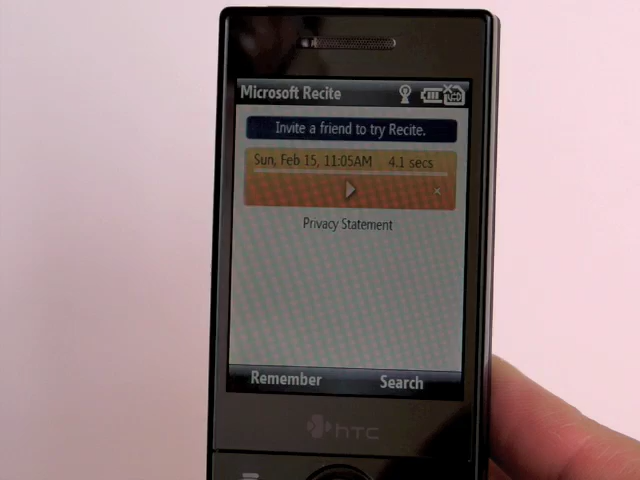 Microsoft Recite
Invite a friend to try Recite.
Sun, Feb 15, 11:05AM 4.1 secs
Privacy Statement
Remember Search
hTC